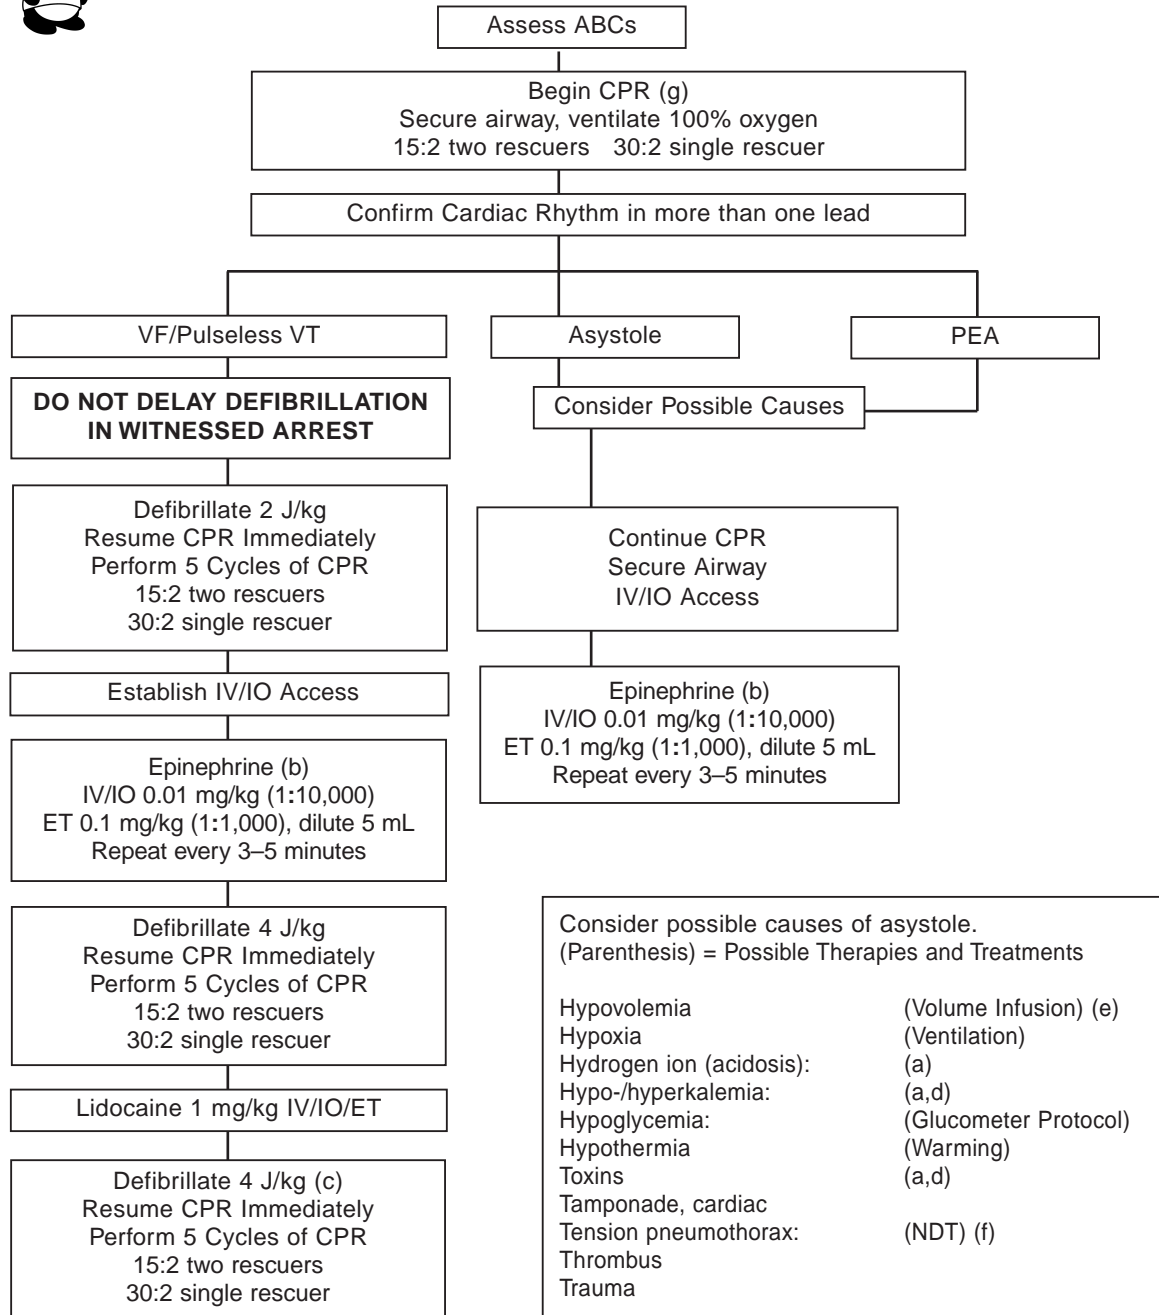 Assess ABCs
Begin CPR (g)
Secure airway, ventilate 100% oxygen
15:2 two rescuers 30:2 single rescuer
Confirm Cardiac Rhythm in more than one lead
VF/Pulseless VT
Asystole
PEA
DO NOT DELAY DEFIBRILLATION
IN WITNESSED ARREST
Consider Possible Causes
Defibrillate 2 J/kg
Resume CPR Immediately
Perform 5 Cycles of CPR
15:2 two rescuers
30:2 single rescuer
Continue CPR
Secure Airway
IV/IO Access
Establish IV/IO Access
Epinephrine (b)
IV/IO 0.01 mg/kg (1:10,000)
ET 0.1 mg/kg (1:1,000), dilute 5 mL
Repeat every 3–5 minutes
Epinephrine (b)
IV/IO 0.01 mg/kg (1:10,000)
ET 0.1 mg/kg (1:1,000), dilute 5 mL
Repeat every 3–5 minutes
Defibrillate 4 J/kg
Resume CPR Immediately
Perform 5 Cycles of CPR
15:2 two rescuers
30:2 single rescuer
Lidocaine 1 mg/kg IV/IO/ET
Defibrillate 4 J/kg (c)
Resume CPR Immediately
Perform 5 Cycles of CPR
15:2 two rescuers
30:2 single rescuer
Consider possible causes of asystole.
(Parenthesis) = Possible Therapies and Treatments
Hypovolemia (Volume Infusion) (e)
Hypoxia (Ventilation)
Hydrogen ion (acidosis): (a)
Hypo-/hyperkalemia: (a,d)
Hypoglycemia: (Glucometer Protocol)
Hypothermia (Warming)
Toxins (a,d)
Tamponade, cardiac
Tension pneumothorax: (NDT) (f)
Thrombus
Trauma